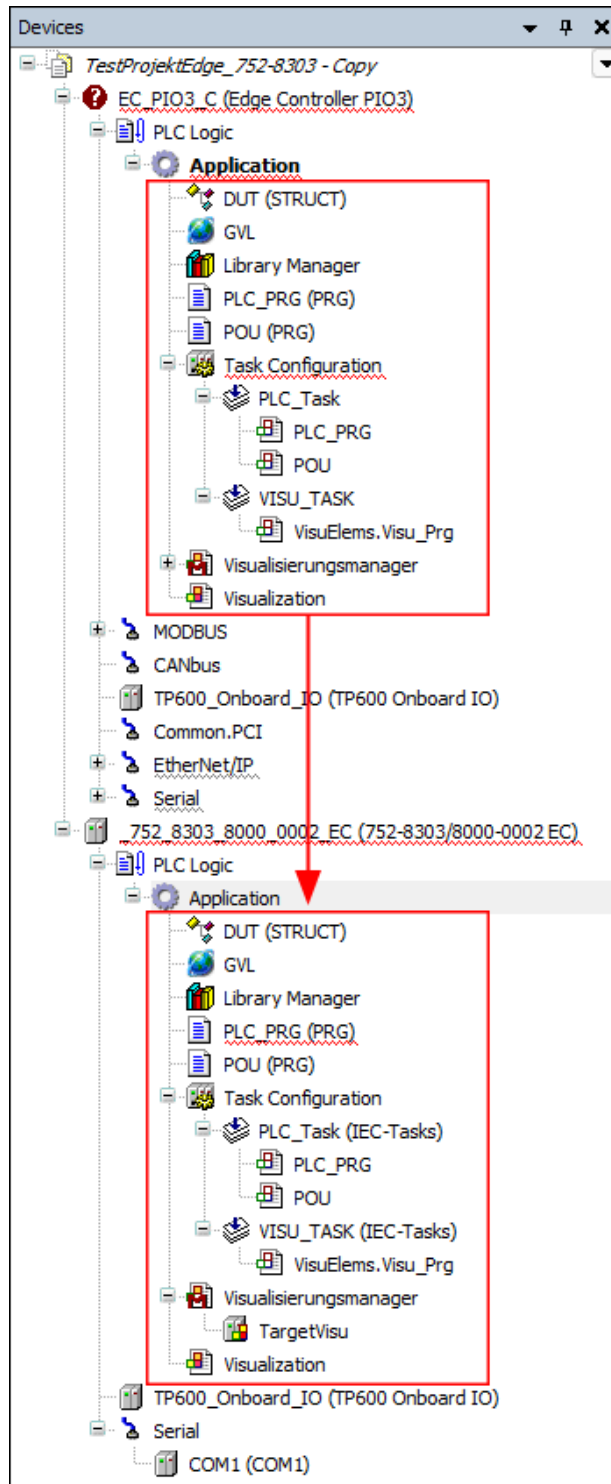 Devices
TestProjektEdge_752-8303 - Copy
EC_PIO3_C (Edge Controller PIO3)
PLC Logic
Application
DUT (STRUCT)
GVL
Library Manager
PLC_PRG (PRG)
POU (PRG)
Task Configuration
PLC_Task
PLC_PRG
POU
VISU_TASK
VisuElems.Visu_Prg
Visualisierungsmanager
Visualization
MODBUS
CANbus
TP600_Onboard_IO (TP600 Onboard IO)
Common.PCI
EtherNet/IP
Serial
_752_8303_8000_0002_EC (752-8303/8000-0002 EC)
PLC Logic
Application
DUT (STRUCT)
GVL
Library Manager
PLC_PRG (PRG)
POU (PRG)
Task Configuration
PLC_Task (IEC-Tasks)
PLC_PRG
POU
VISU_TASK (IEC-Tasks)
VisuElems.Visu_Prg
Visualisierungsmanager
TargetVisu
Visualization
TP600_Onboard_IO (TP600 Onboard IO)
Serial
COM1 (COM1)